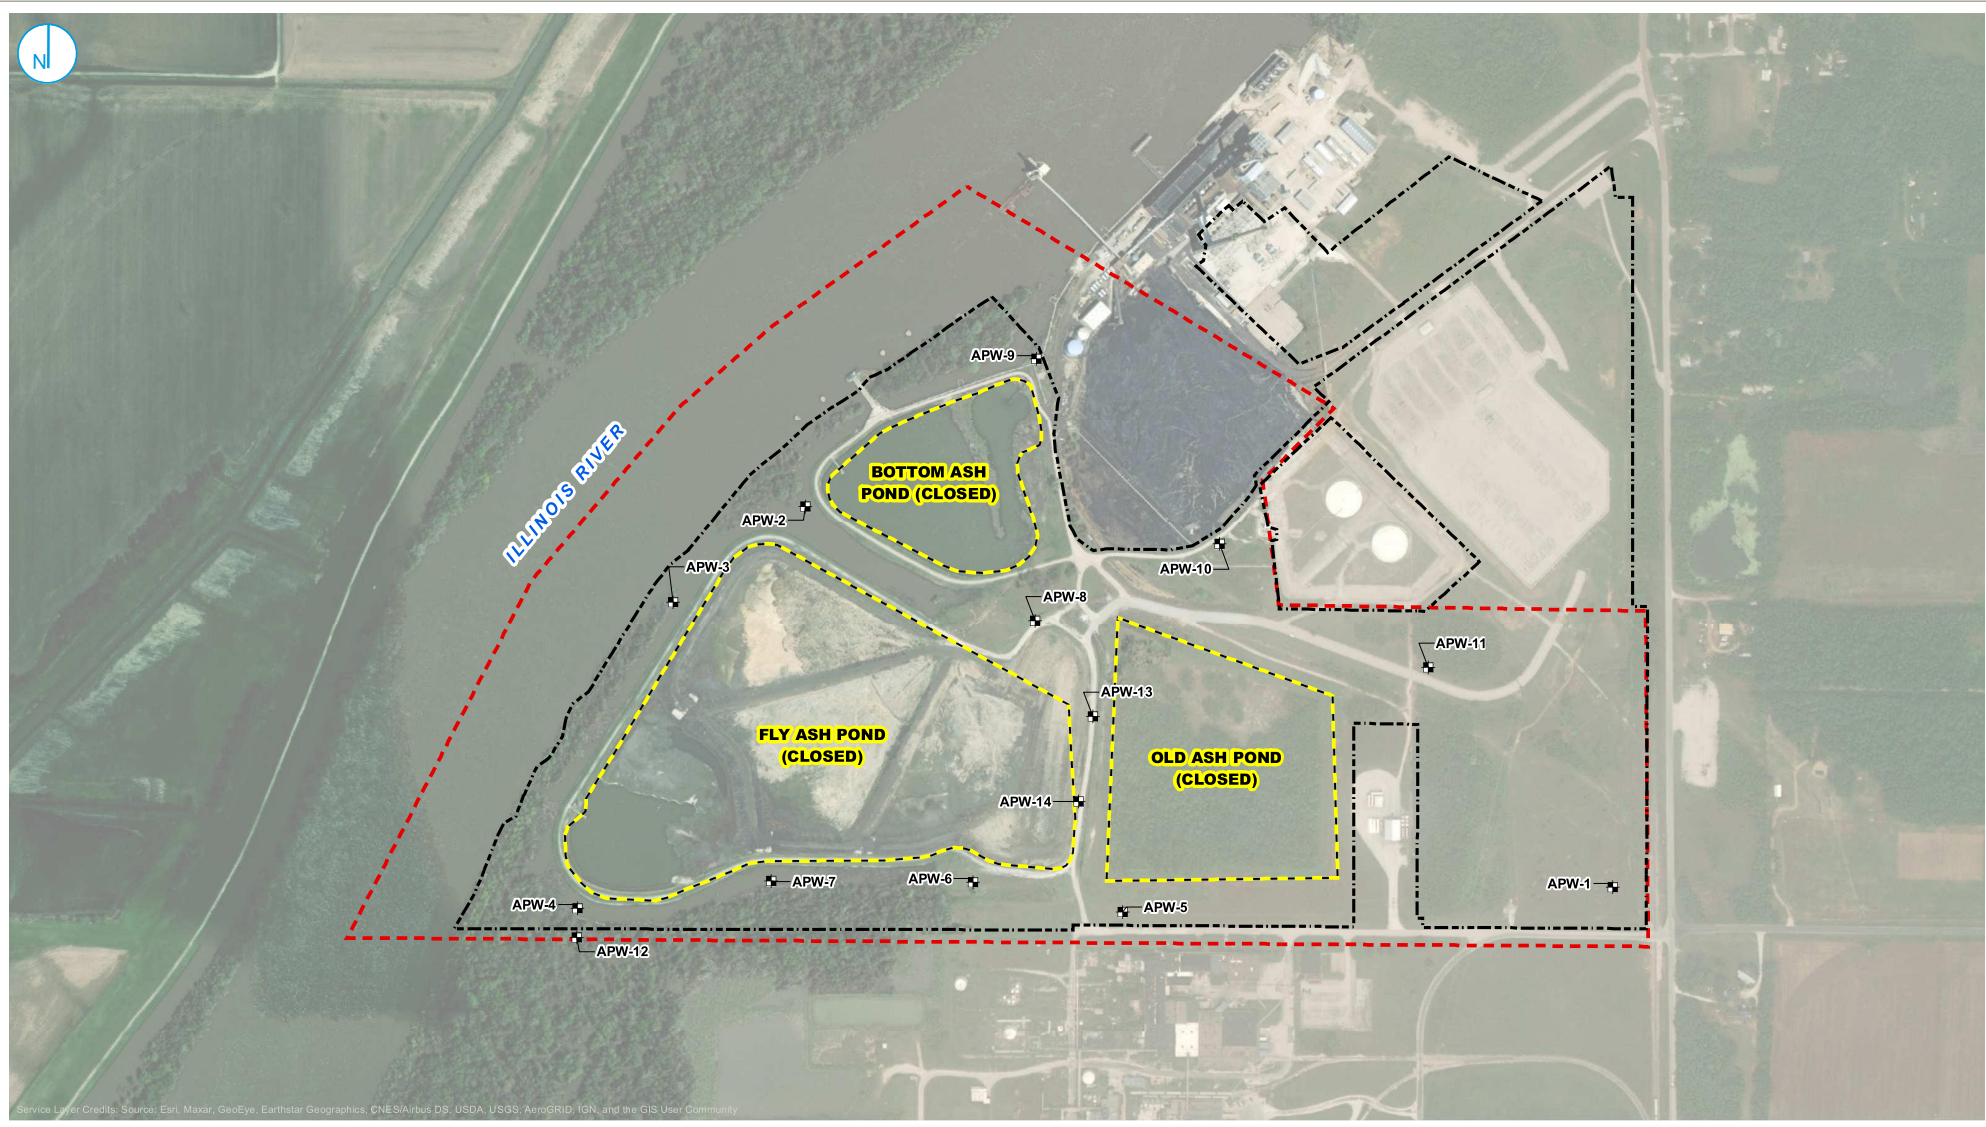 N
APW-9
BOTTOM ASH
POND (CLOSED)
ILLINOIS RIVER
APW-2
APW-3
APW-10
APW-8
APW-11
APW-13
FLY ASH POND
(CLOSED)
OLD ASH POND
(CLOSED)
APW-14
APW-7
APW-6
APW-1
APW-4
APW-5
APW-12
Service Layer Credits: Source: Esri, Maxar, GeoEye, Earthstar Geographics, CNES/Airbus DS, USDA, USGS, AeroGRID, IGN, and the GIS User Community